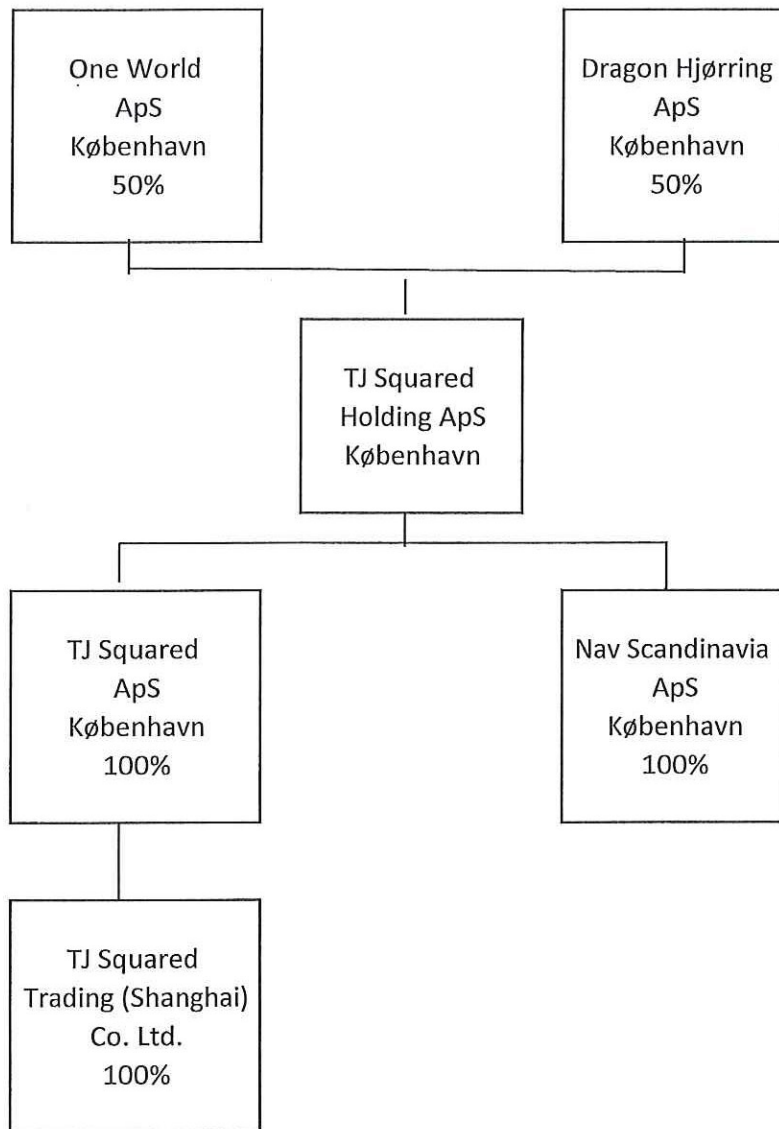 One World
ApS
København
50%
Dragon Hjørring
ApS
København
50%
TJ Squared
Holding ApS
København
TJ Squared
ApS
København
100%
Nav Scandinavia
ApS
København
100%
TJ Squared
Trading (Shanghai)
Co. Ltd.
100%